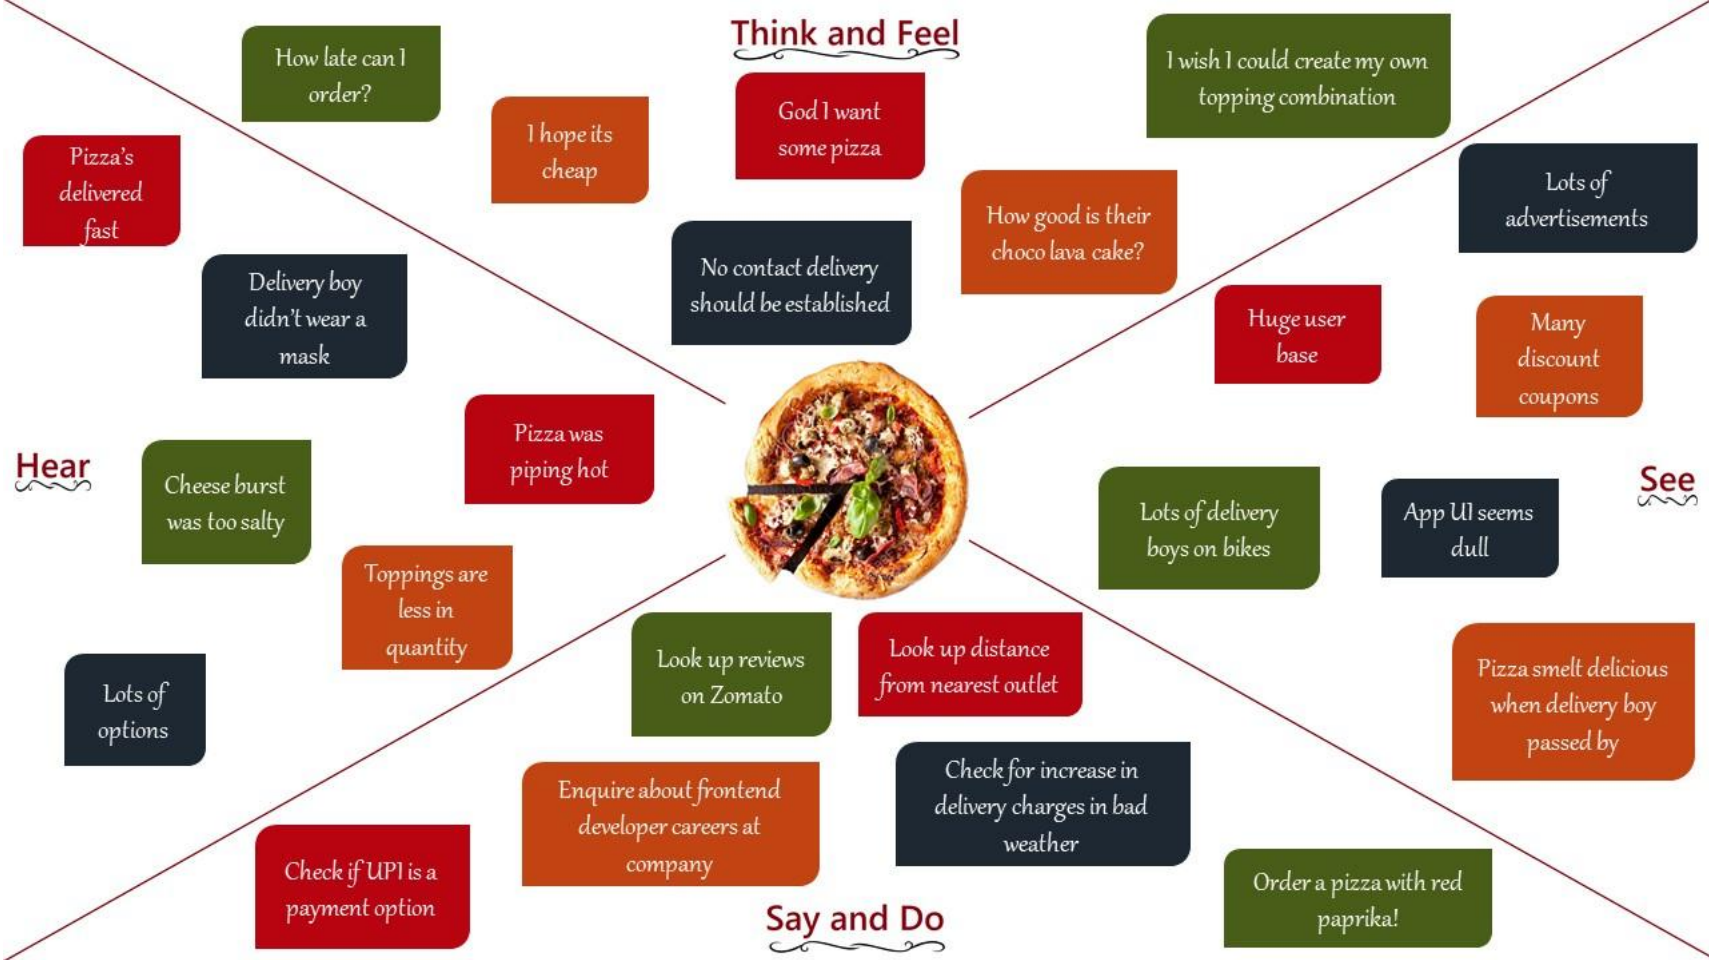 Think and Feel
How late can I
order?
I hope its
cheap
God I want
some pizza
I wish I could create my own
topping combination
How good is their
choco lava cake?
No contact delivery
should be established
Hear
Pizza's
delivered
fast
Delivery boy
didn't wear a
mask
Pizza was
piping hot
Cheese burst
was too salty
Toppings are
less in
quantity
Lots of
options
See
Lots of
advertisements
Huge user
base
Many
discount
coupons
Lots of delivery
boys on bikes
App UI seems
dull
Pizza smelt delicious
when delivery boy
passed by
Look up reviews
on Zomato
Look up distance
from nearest outlet
Enquire about frontend
developer careers at
company
Check for increase in
delivery charges in bad
weather
Check if UPI is a
payment option
Order a pizza with red
paprika!
Say and Do